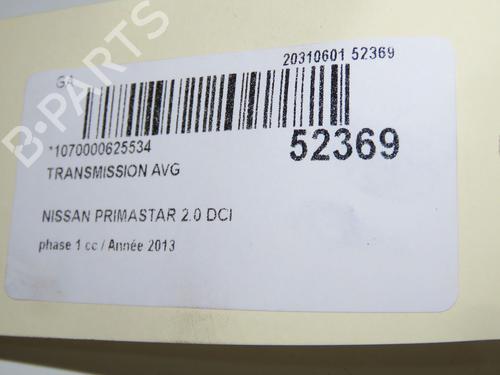 B-PARTS
GA
20310601 52369
*1070000625534
52369
TRANSMISSION AVG
NISSAN PRIMASTAR 2.0 DCI
phase 1 cc / Année 2013